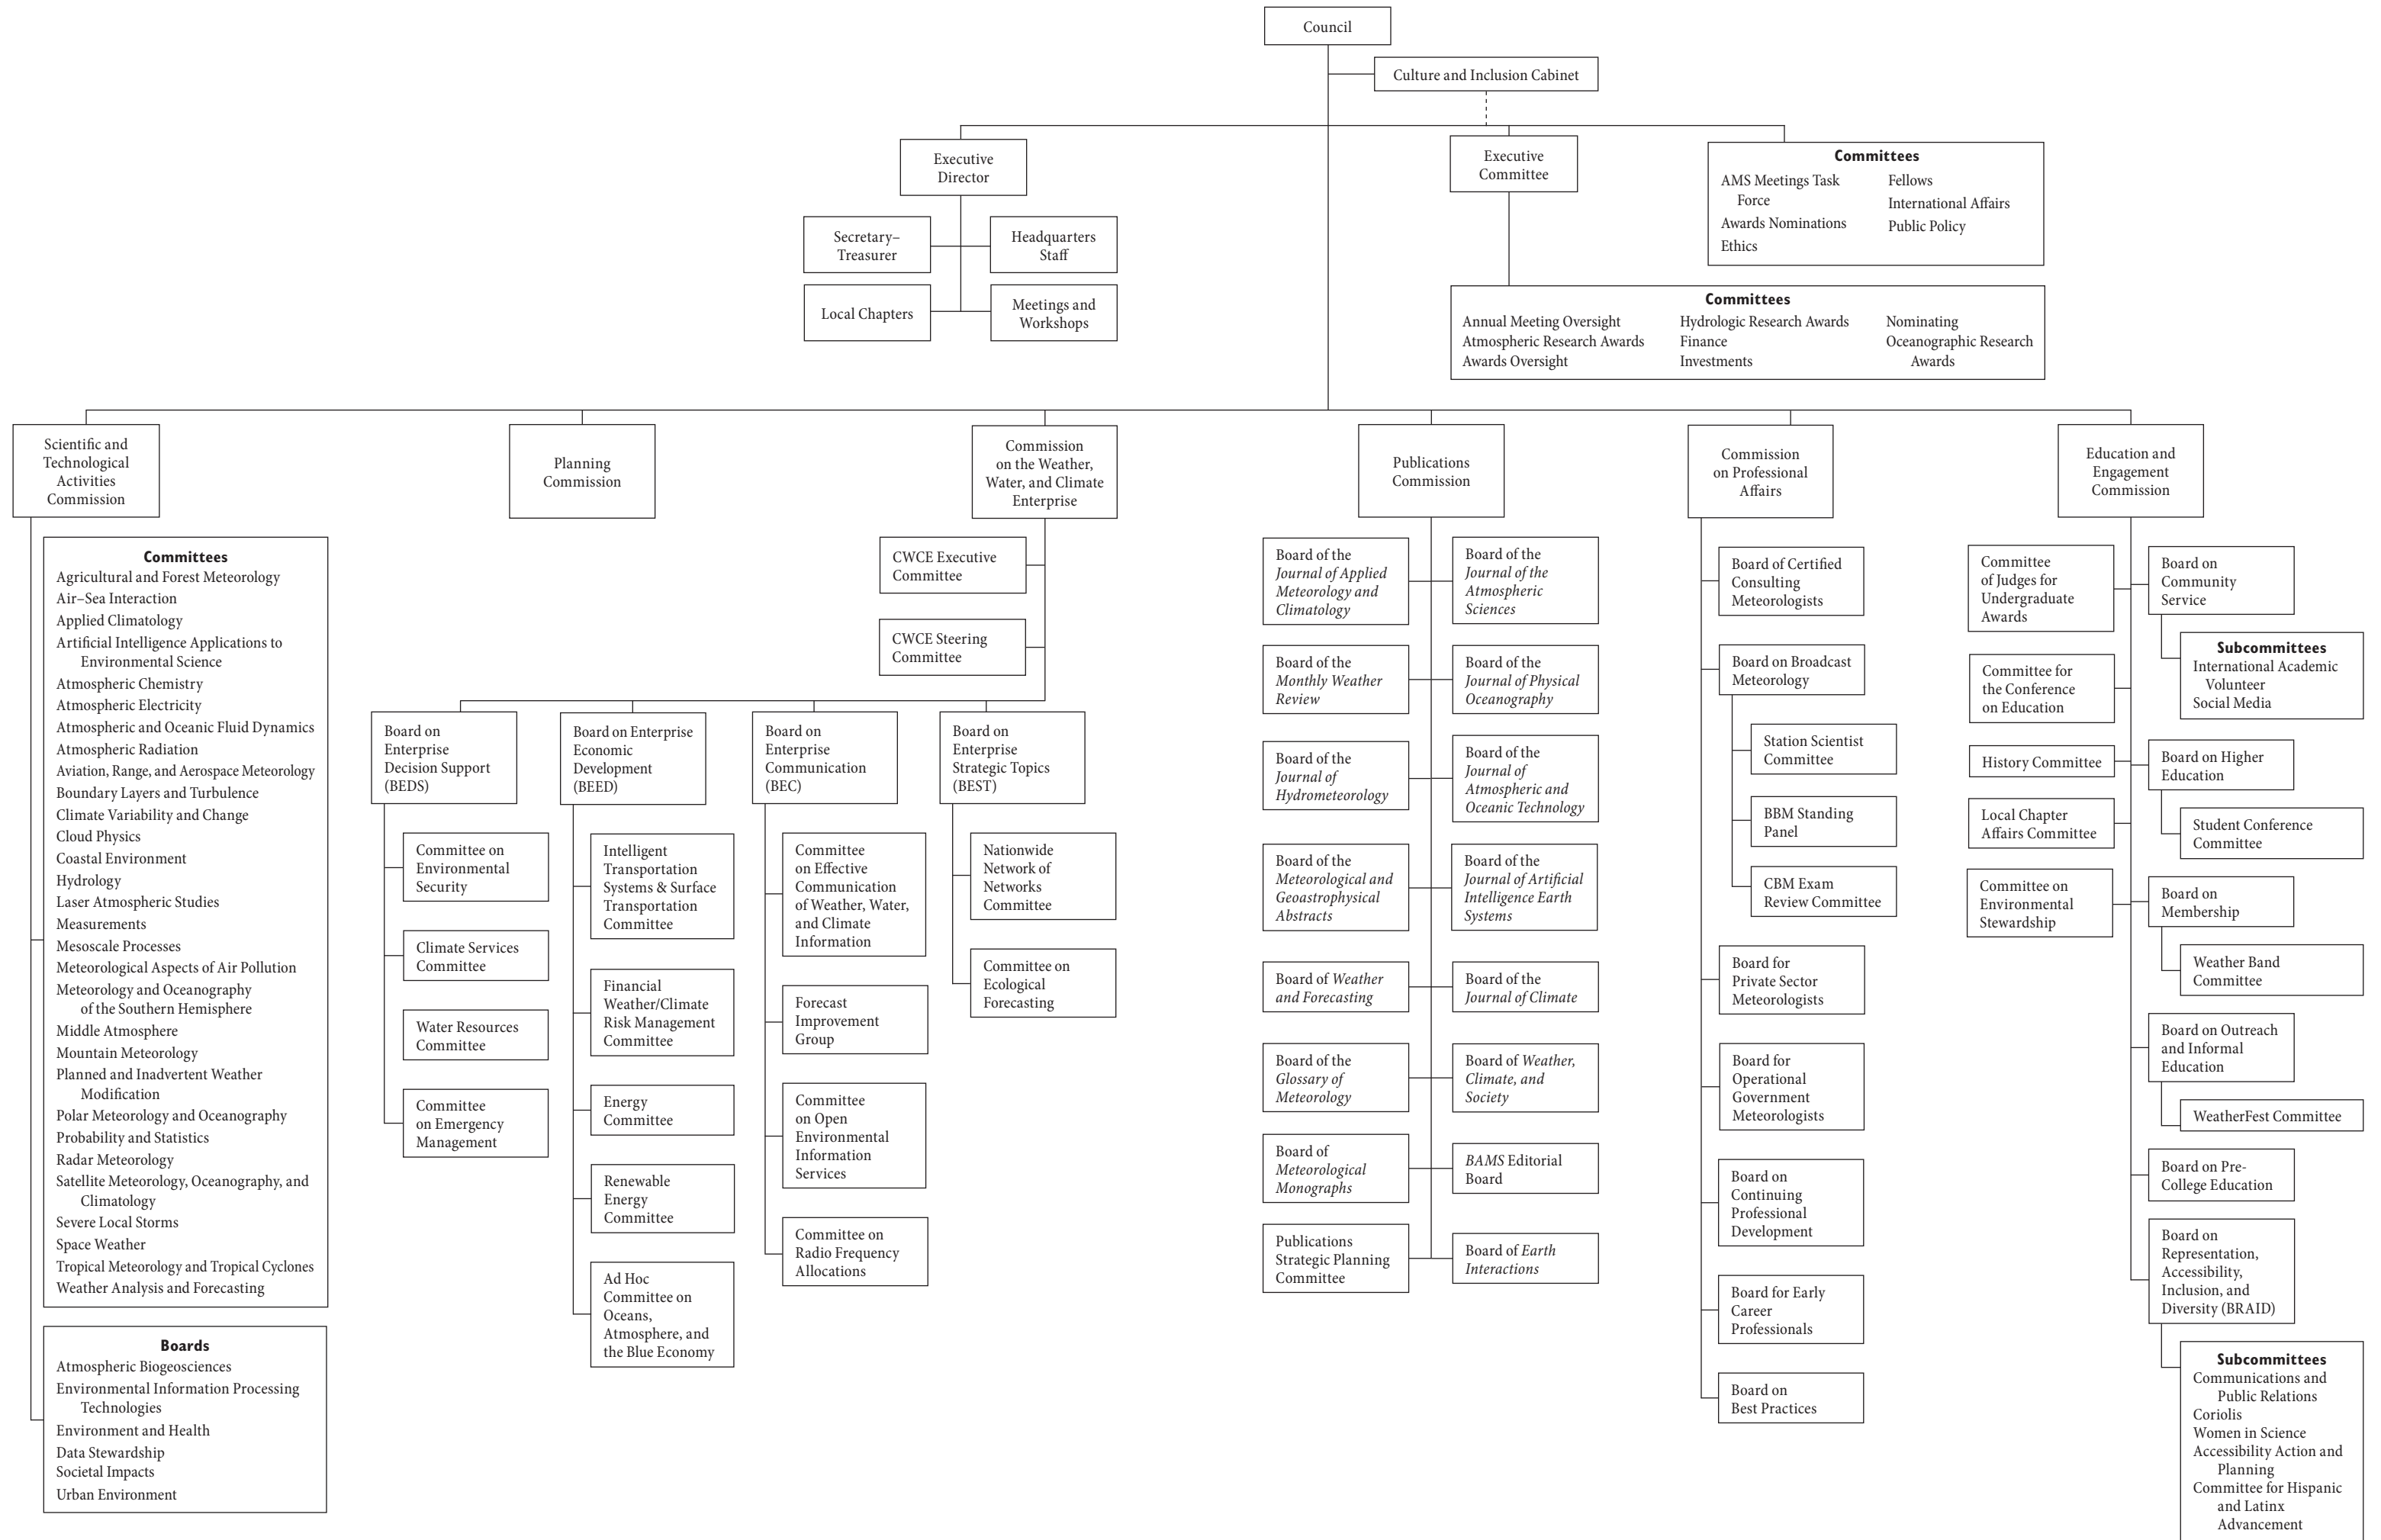 Council
Culture and Inclusion Cabinet
Executive
Director
Secretary–
Treasurer
Headquarters
Staff
Local Chapters
Meetings and
Workshops
Executive
Committee
Committees
AMS Meetings Task
Force
Awards Nominations
Ethics
Fellows
International Affairs
Public Policy
Committees
Annual Meeting Oversight
Atmospheric Research Awards
Awards Oversight
Hydrologic Research Awards
Finance
Investments
Nominating
Oceanographic Research
Awards
Scientific and
Technological
Activities
Commission
Committees
Agricultural and Forest Meteorology
Air–Sea Interaction
Applied Climatology
Artificial Intelligence Applications to
Environmental Science
Atmospheric Chemistry
Atmospheric Electricity
Atmospheric and Oceanic Fluid Dynamics
Atmospheric Radiation
Aviation, Range, and Aerospace Meteorology
Boundary Layers and Turbulence
Climate Variability and Change
Cloud Physics
Coastal Environment
Hydrology
Laser Atmospheric Studies
Measurements
Mesoscale Processes
Meteorological Aspects of Air Pollution
Meteorology and Oceanography
of the Southern Hemisphere
Middle Atmosphere
Mountain Meteorology
Planned and Inadvertent Weather
Modification
Polar Meteorology and Oceanography
Probability and Statistics
Radar Meteorology
Satellite Meteorology, Oceanography, and
Climatology
Severe Local Storms
Space Weather
Tropical Meteorology and Tropical Cyclones
Weather Analysis and Forecasting
Boards
Atmospheric Biogeosciences
Environmental Information Processing
Technologies
Environment and Health
Data Stewardship
Societal Impacts
Urban Environment
Planning
Commission
Commission
on the Weather,
Water, and Climate
Enterprise
CWCE Executive
Committee
CWCE Steering
Committee
Board on
Enterprise
Decision Support
(BEDS)
Committee on
Environmental
Security
Climate Services
Committee
Water Resources
Committee
Committee
on Emergency
Management
Board on Enterprise
Economic
Development
(BEED)
Intelligent
Transportation
Systems & Surface
Transportation
Committee
Financial
Weather/Climate
Risk Management
Committee
Energy
Committee
Renewable
Energy
Committee
Ad Hoc
Committee on
Oceans,
Atmosphere, and
the Blue Economy
Board on
Enterprise
Communication
(BEC)
Committee
on Effective
Communication
of Weather, Water,
and Climate
Information
Forecast
Improvement
Group
Committee
on Open
Environmental
Information
Services
Committee on
Radio Frequency
Allocations
Board on
Enterprise
Strategic Topics
(BEST)
Nationwide
Network of
Networks
Committee
Committee on
Ecological
Forecasting
Publications
Commission
Board of the
Journal of Applied
Meteorology and
Climatology
Board of the
Journal of the
Atmospheric
Sciences
Board of the
Monthly Weather
Review
Board of the
Journal of Physical
Oceanography
Board of the
Journal of
Hydrometeorology
Board of the
Journal of
Atmospheric and
Oceanic Technology
Board of the
Meteorological and
Geoastrophysical
Abstracts
Board of the
Journal of Artificial
Intelligence Earth
Systems
Board of Weather
and Forecasting
Board of the
Journal of Climate
Board of the
Glossary of
Meteorology
Board of Weather,
Climate, and
Society
Board of
Meteorological
Monographs
BAMS Editorial
Board
Publications
Strategic Planning
Committee
Board of Earth
Interactions
Commission
on Professional
Affairs
Board of Certified
Consulting
Meteorologists
Board on Broadcast
Meteorology
Station Scientist
Committee
BBM Standing
Panel
CBM Exam
Review Committee
Board for
Private Sector
Meteorologists
Board for
Operational
Government
Meteorologists
Board on
Continuing
Professional
Development
Board for Early
Career
Professionals
Board on
Best Practices
Education and
Engagement
Commission
Committee
of Judges for
Undergraduate
Awards
Committee for
the Conference
on Education
History Committee
Local Chapter
Affairs Committee
Committee on
Environmental
Stewardship
Board on
Community
Service
Subcommittees
International Academic
Volunteer
Social Media
Board on Higher
Education
Student Conference
Committee
Board on
Membership
Weather Band
Committee
Board on Outreach
and Informal
Education
WeatherFest Committee
Board on Pre-
College Education
Board on
Representation,
Accessibility,
Inclusion, and
Diversity (BRAID)
Subcommittees
Communications and
Public Relations
Coriolis
Women in Science
Accessibility Action and
Planning
Committee for Hispanic
and Latinx
Advancement